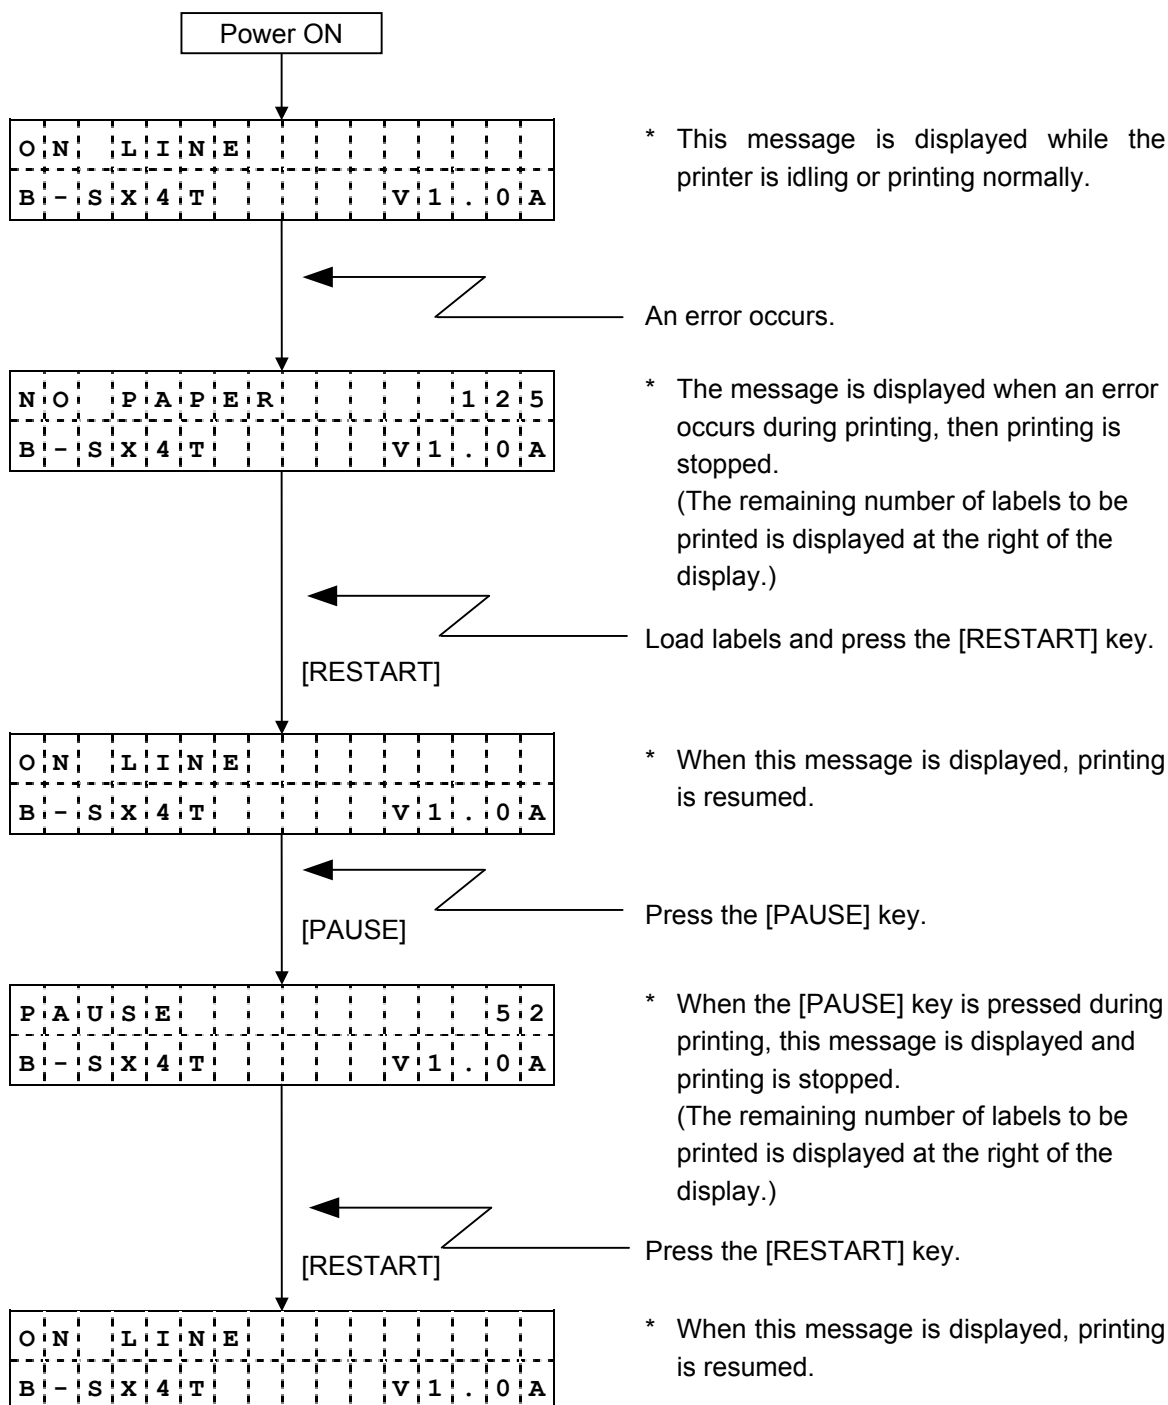 Power ON
ON LINE
B-SX4T V1.0A
* This message is displayed while the
printer is idling or printing normally.
An error occurs.
NO PAPER 125
B-SX4T V1.0A
* The message is displayed when an error
occurs during printing, then printing is
stopped.
(The remaining number of labels to be
printed is displayed at the right of the
display.)
Load labels and press the [RESTART] key.
[RESTART]
ON LINE
B-SX4T V1.0A
* When this message is displayed, printing
is resumed.
Press the [PAUSE] key.
[PAUSE]
PAUSE 52
B-SX4T V1.0A
* When the [PAUSE] key is pressed during
printing, this message is displayed and
printing is stopped.
(The remaining number of labels to be
printed is displayed at the right of the
display.)
Press the [RESTART] key.
[RESTART]
ON LINE
B-SX4T V1.0A
* When this message is displayed, printing
is resumed.